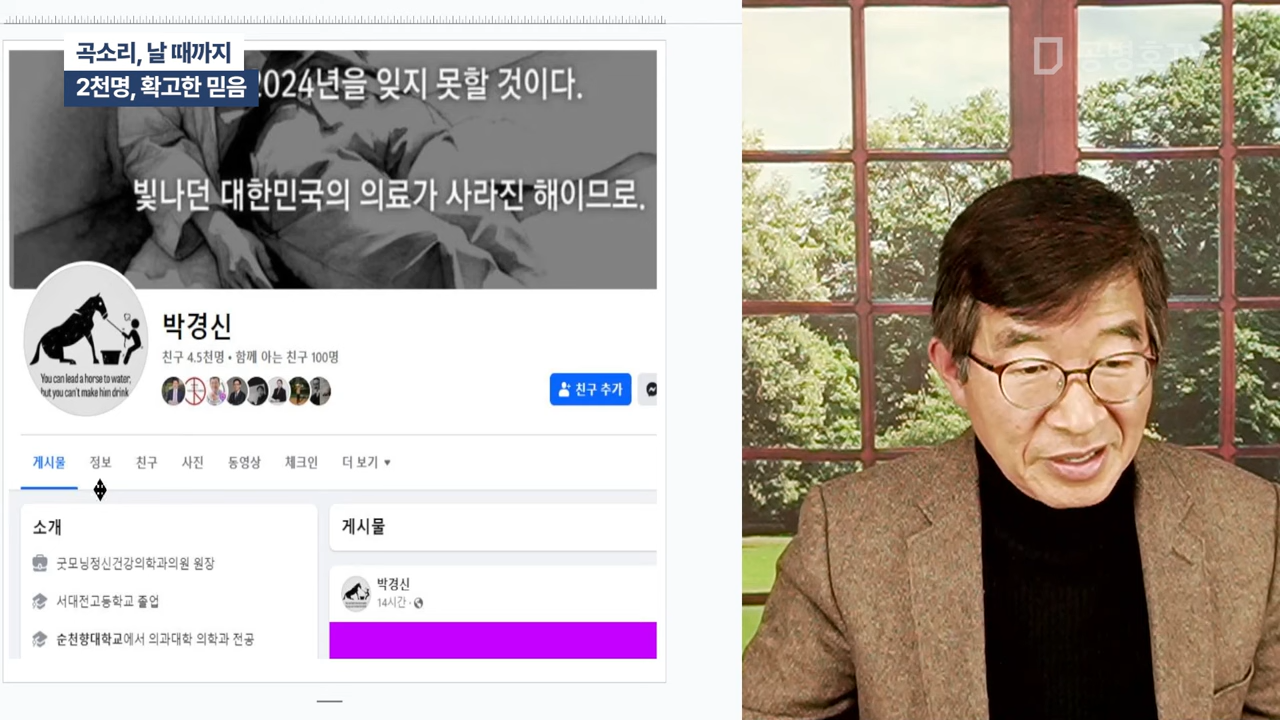 곡소리, 날 때까지
2천명, 확고한 믿음
2024년을 잊지 못할 것이다.
빛나던 대한민국의 의료가 사라진 해이므로.
공병호TV
You can lead a horse to water,
but you can't make him drink
박경신
친구 4.5천명 • 함께 아는 친구 100명
친구 추가
게시물 정보 친구 사진 동영상 체크인 더 보기
소개
굿모닝정신건강의학과의원 원장
서대전고등학교 졸업
순천향대학교에서 의과대학 의학과 전공
게시물
박경신
14시간